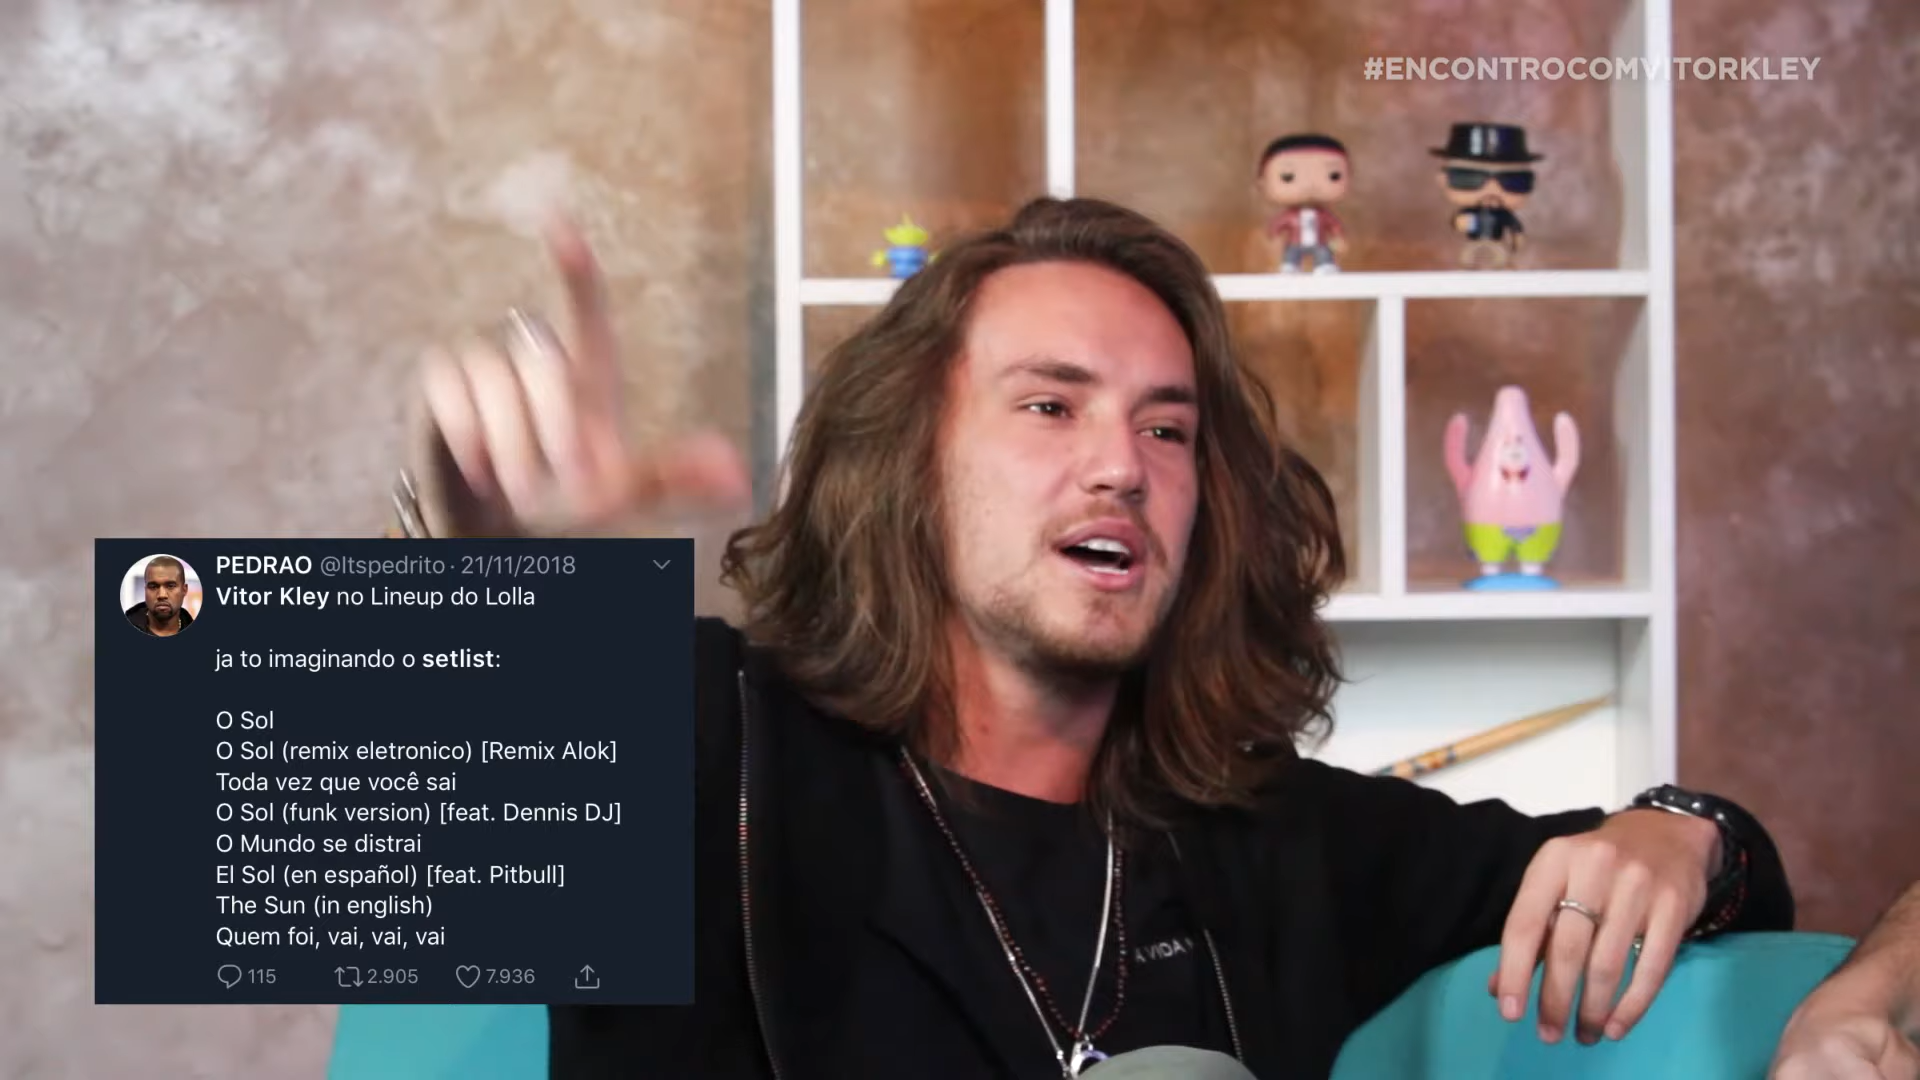 #ENCONTROCOMVITORKLEY
PEDRAO @Itspedrito · 21/11/2018
Vitor Kley no Lineup do Lolla
ja to imaginando o setlist:
O Sol
O Sol (remix eletronico) [Remix Alok]
Toda vez que você sai
O Sol (funk version) [feat. Dennis DJ]
O Mundo se distrai
El Sol (en español) [feat. Pitbull]
The Sun (in english)
Quem foi, vai, vai, vai
115 2.905 7.936
A VIDA